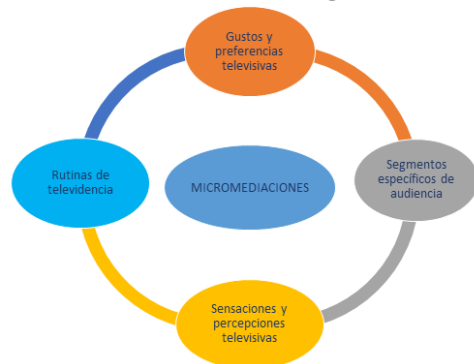 Gustos y
preferencias
televisivas
Rutinas de
televidencia
MICROMEDIACIONES
Segmentos
específicos de
audiencia
Sensaciones y
percepciones
televisivas